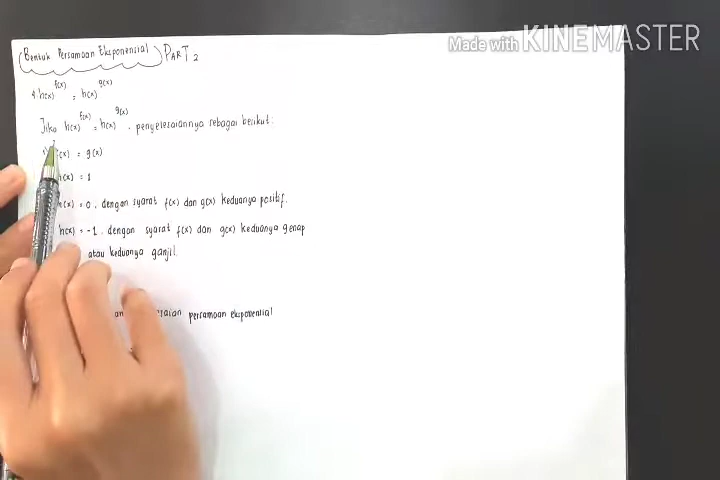 Made with KINEMASTER
Bentuk Persamaan Eksponensial PART 2
h(x)^f(x) = h(x)^g(x)
Jika h(x)^f(x) = h(x)^g(x), penyelesaiannya sebagai berikut:
(x) = g(x)
h(x) = 1
(x) = 0, dengan syarat f(x) dan g(x) keduanya positif.
h(x) = -1, dengan syarat f(x) dan g(x) keduanya genap
atau keduanya ganjil.
persamaan eksponensial